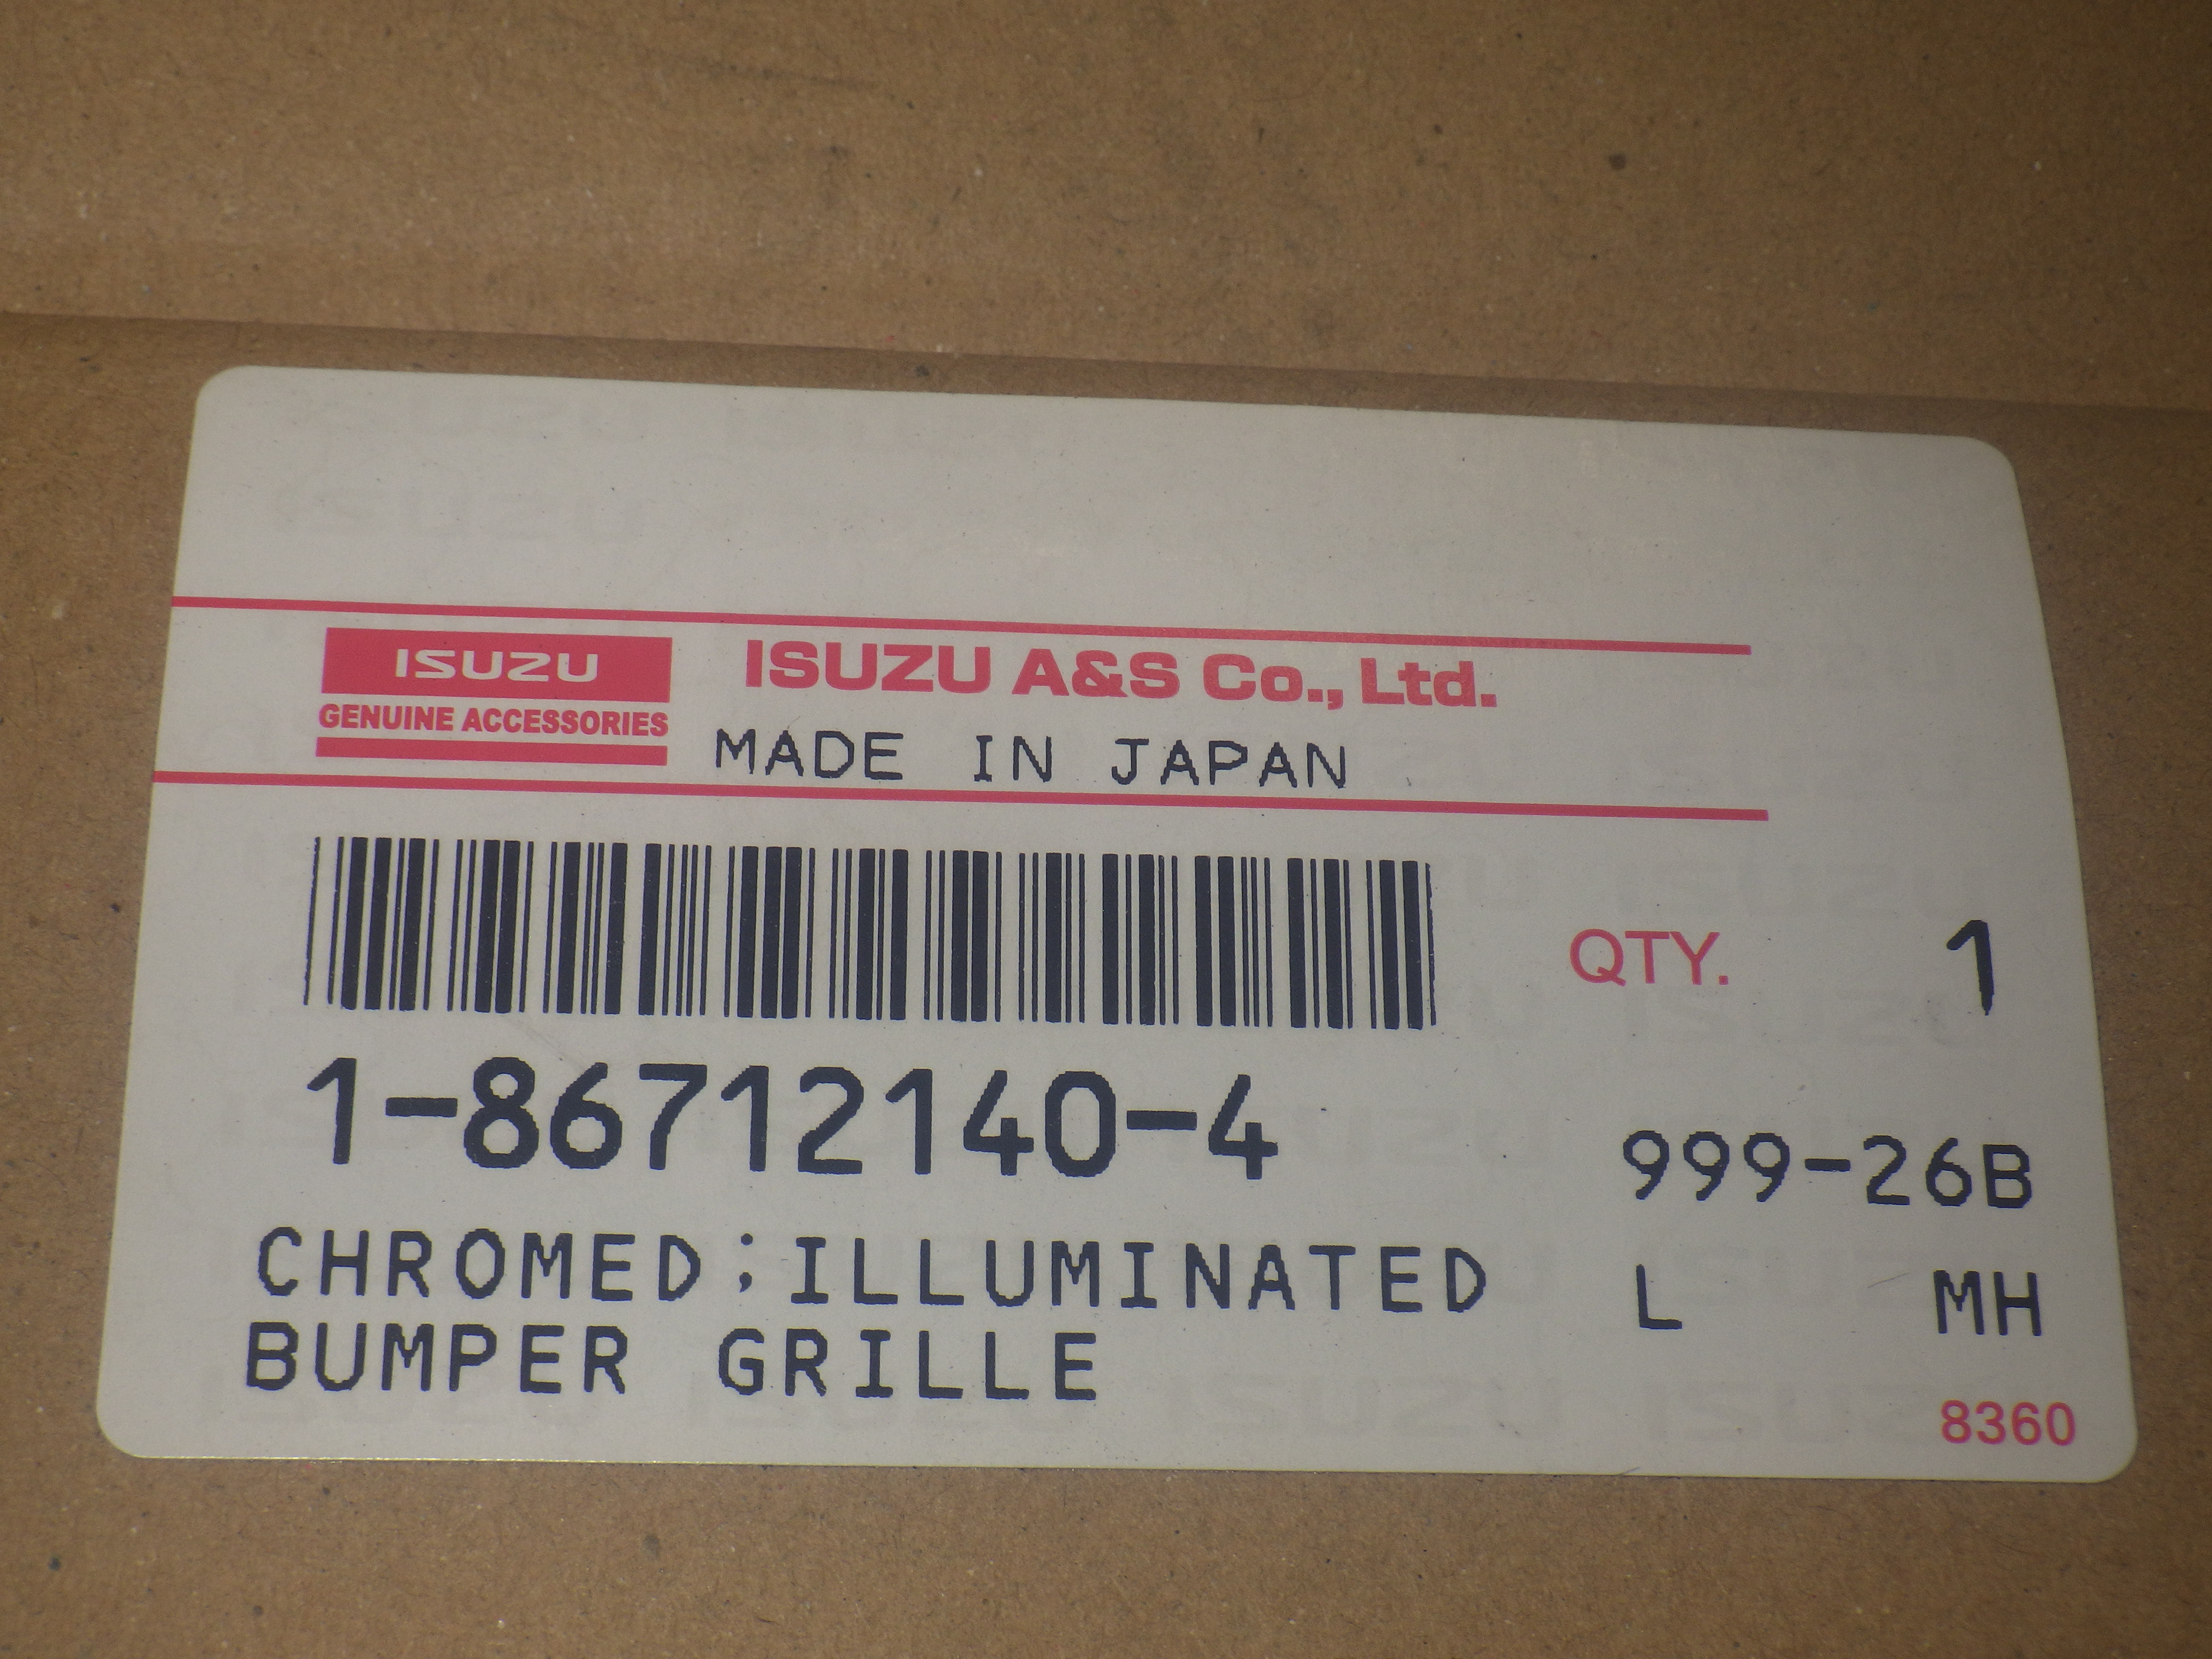 ISUZU
GENUINE ACCESSORIES
ISUZU A&S Co., Ltd.
MADE IN JAPAN
QTY. 1
1-86712140-4
999-26B
CHROMED;ILLUMINATED
L MH
BUMPER GRILLE
8360